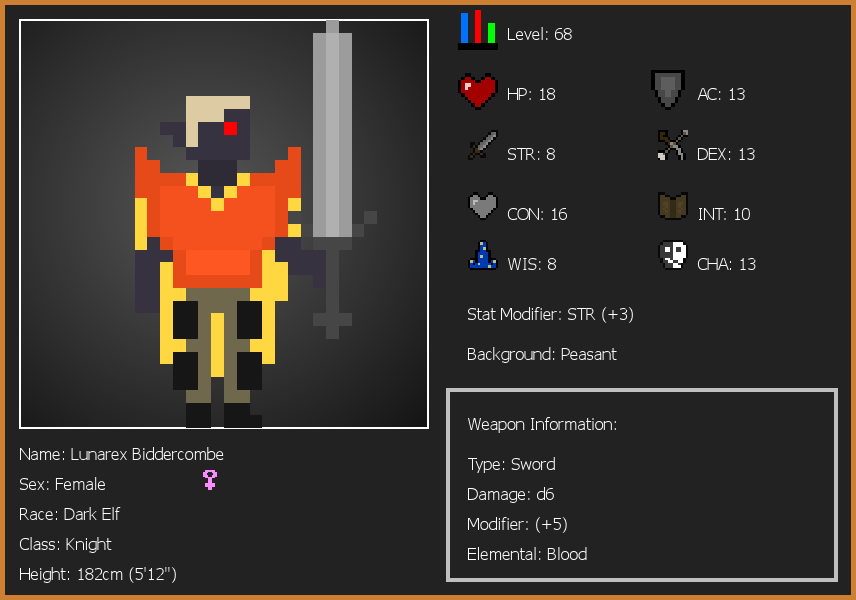 Level: 68
HP: 18
AC: 13
STR: 8
DEX: 13
CON: 16
INT: 10
WIS: 8
CHA: 13
Stat Modifier: STR (+3)
Background: Peasant
Weapon Information:
Type: Sword
Damage: d6
Modifier: (+5)
Elemental: Blood
Name: Lunarex Biddercombe
Sex: Female
Race: Dark Elf
Class: Knight
Height: 182cm (5'12")